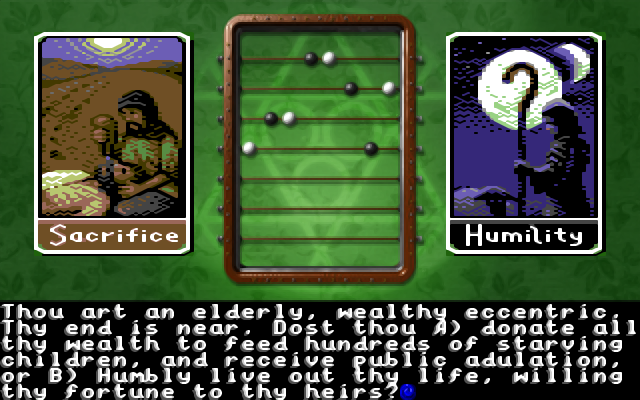 Sacrifice
Humility
Thou art an elderly, wealthy eccentric.
Thy end is near. Dost thou A) donate all
thy wealth to feed hundreds of starving
children, and receive public adulation,
or B) Humbly live out thy life, willing
thy fortune to thy heirs?